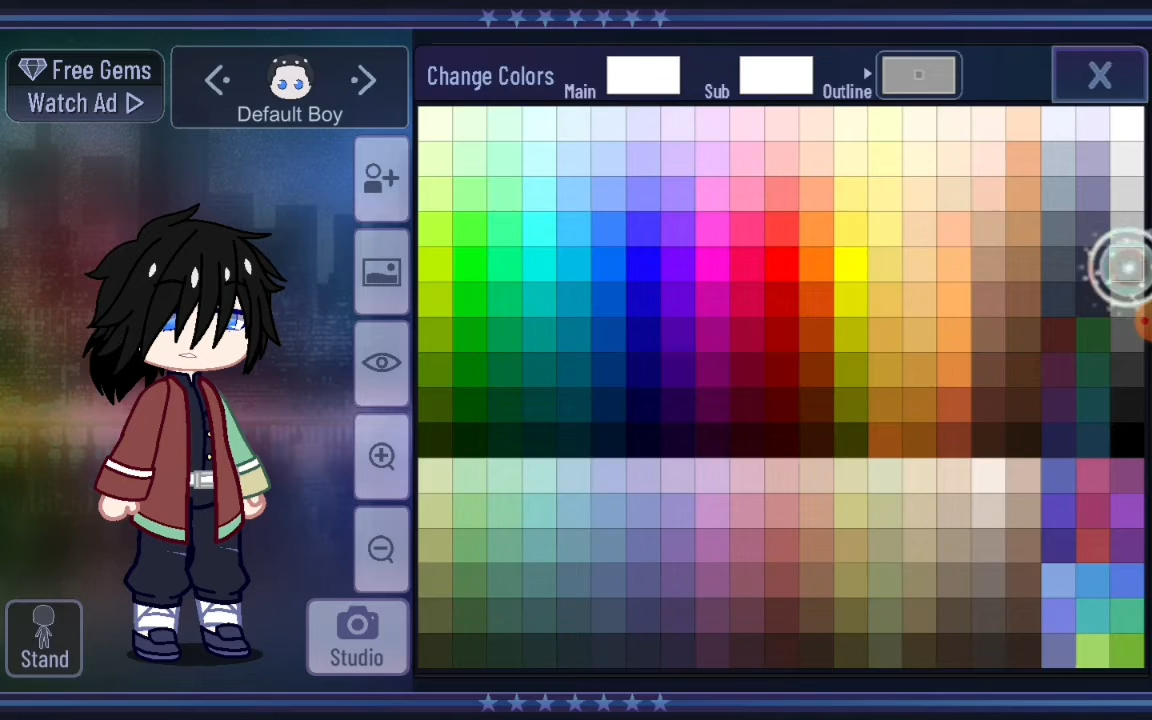 Free Gems
Watch Ad
Default Boy
Change Colors
Main
Sub
Outline
X
Stand
Studio